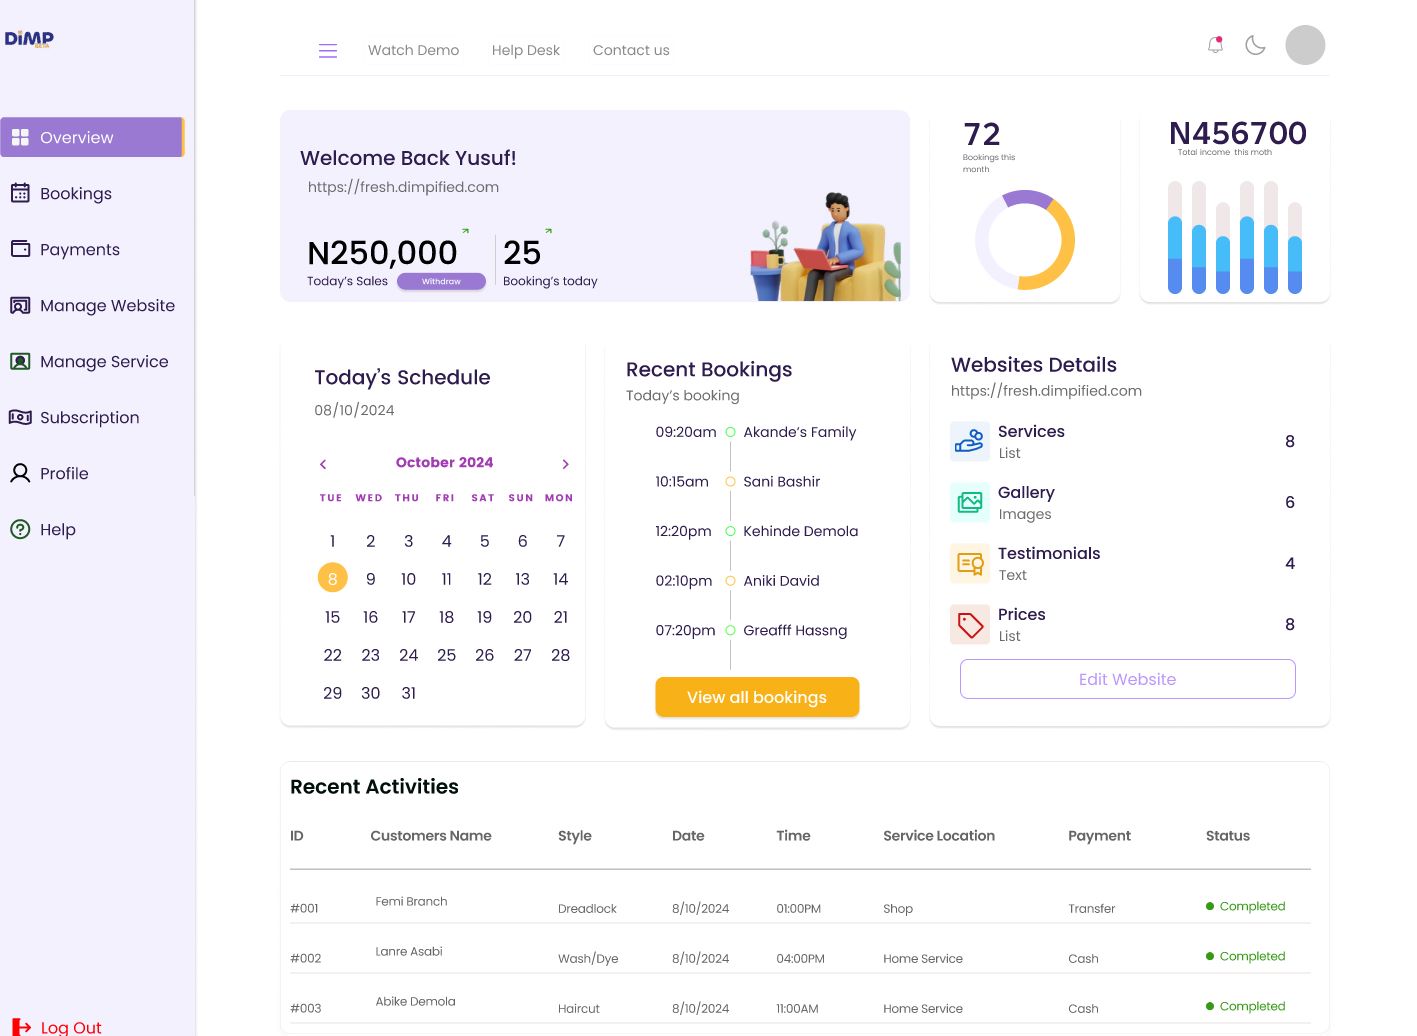 DiMP
BETA
Overview
Bookings
Payments
Manage Website
Manage Service
Subscription
Profile
Help
Log Out
Watch Demo Help Desk Contact us
Welcome Back Yusuf!
https://fresh.dimpified.com
N250,000 25
Today's Sales Withdraw Booking's today
72
Bookings this
month
N456700
Total income this moth
Today's Schedule
08/10/2024
October 2024
TUE WED THU FRI SAT SUN MON
1 2 3 4 5 6 7
8 9 10 11 12 13 14
15 16 17 18 19 20 21
22 23 24 25 26 27 28
29 30 31
Recent Bookings
Today's booking
09:20am Akande's Family
10:15am Sani Bashir
12:20pm Kehinde Demola
02:10pm Aniki David
07:20pm Greafff Hassng
View all bookings
Websites Details
https://fresh.dimpified.com
Services 8
List
Gallery 6
Images
Testimonials 4
Text
Prices 8
List
Edit Website
Recent Activities
ID Customers Name Style Date Time Service Location Payment Status
#001 Femi Branch Dreadlock 8/10/2024 01:00PM Shop Transfer Completed
#002 Lanre Asabi Wash/Dye 8/10/2024 04:00PM Home Service Cash Completed
#003 Abike Demola Haircut 8/10/2024 11:00AM Home Service Cash Completed